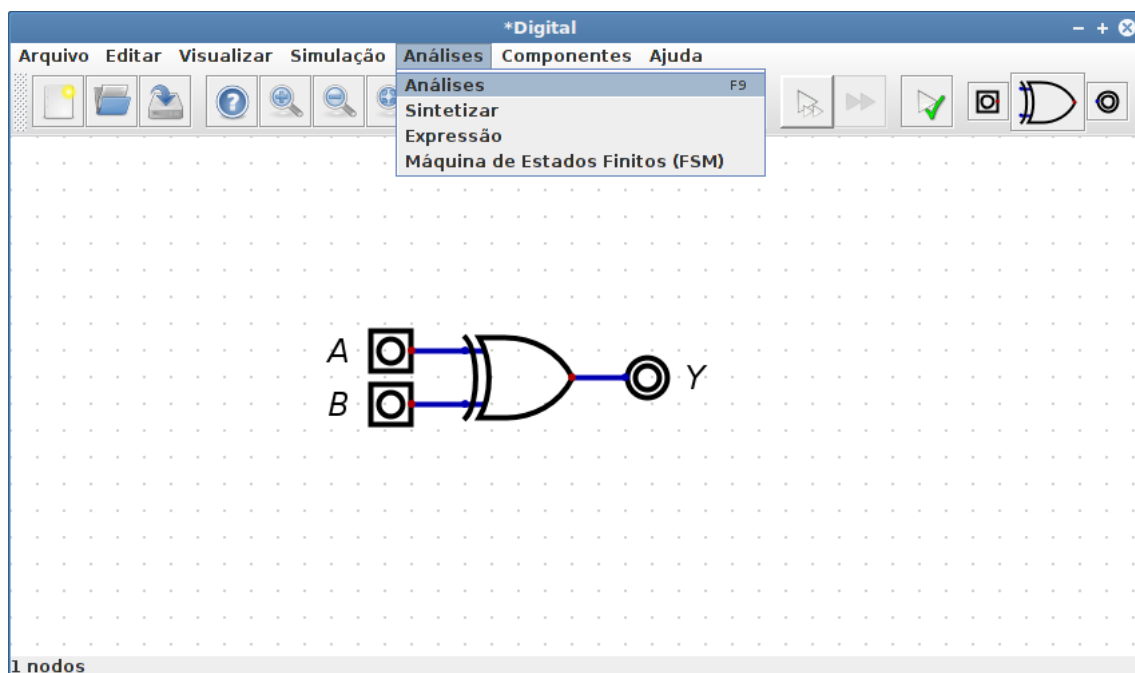 *Digital
Arquivo Editar Visualizar Simulação Análises Componentes Ajuda
Análises F9
Sintetizar
Expressão
Máquina de Estados Finitos (FSM)
A
B
Y
1 nodos